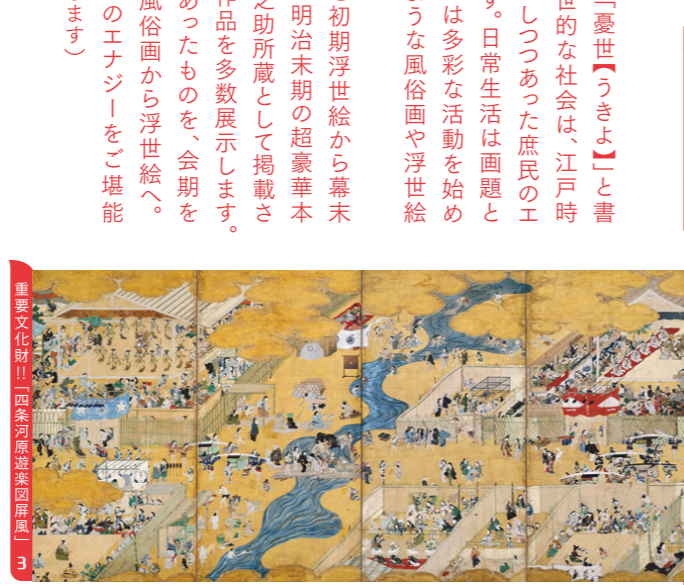 「憂世【うきよ】」と書
世的な社会は、江戸時
しつつあった庶民のエ
す。日常生活は画題と
は多彩な活動を始め
ような風俗画や浮世絵
初期浮世絵から幕末
明治末期の超豪華本
之助所蔵として掲載さ
作品を多数展示します。
あったものを、会期を
風俗画から浮世絵へ。
のエナジーをご堪能
ます)
重要文化財!!「四条河原遊楽図屏風」 3